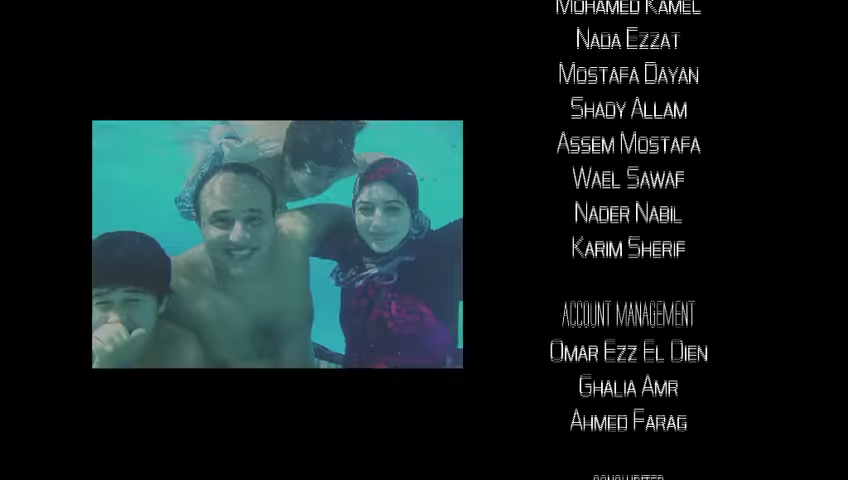 MOHAMED KAMEL
NADA EZZAT
MOSTAFA DAYAN
SHADY ALLAM
ASSEM MOSTAFA
WAEL SAWAF
NADER NABIL
KARIM SHERIF
ACCOUNT MANAGEMENT
OMAR EZZ EL DIEN
GHALIA AMR
AHMED FARAG